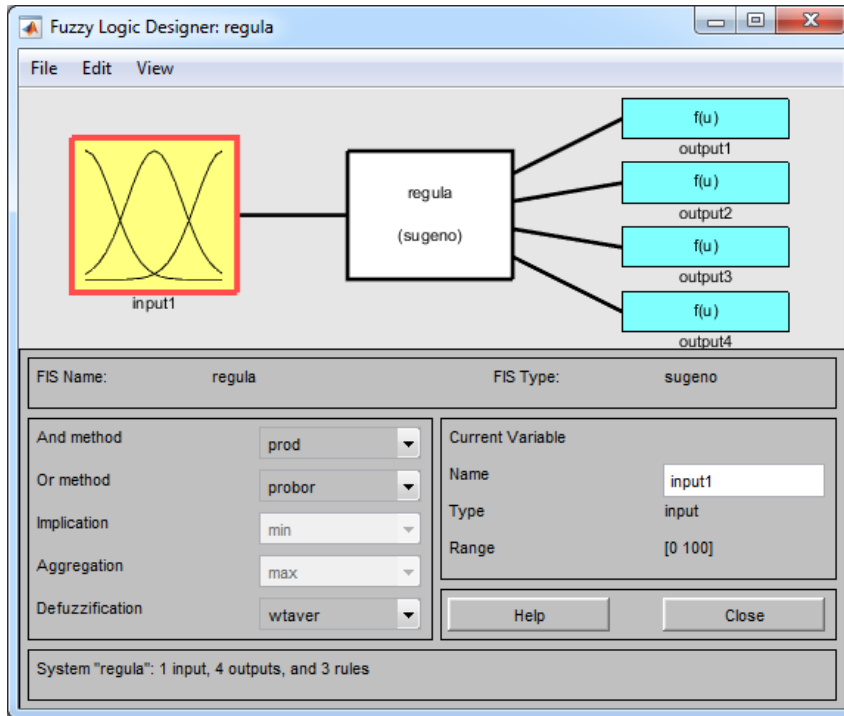 Fuzzy Logic Designer: regula
File Edit View
f(u)
output1
f(u)
output2
f(u)
output3
f(u)
output4
regula
(sugeno)
input1
FIS Name: regula FIS Type: sugeno
And method prod
Or method probor
Implication min
Aggregation max
Defuzzification wtaver
Current Variable
Name input1
Type input
Range [0 100]
Help Close
System "regula": 1 input, 4 outputs, and 3 rules